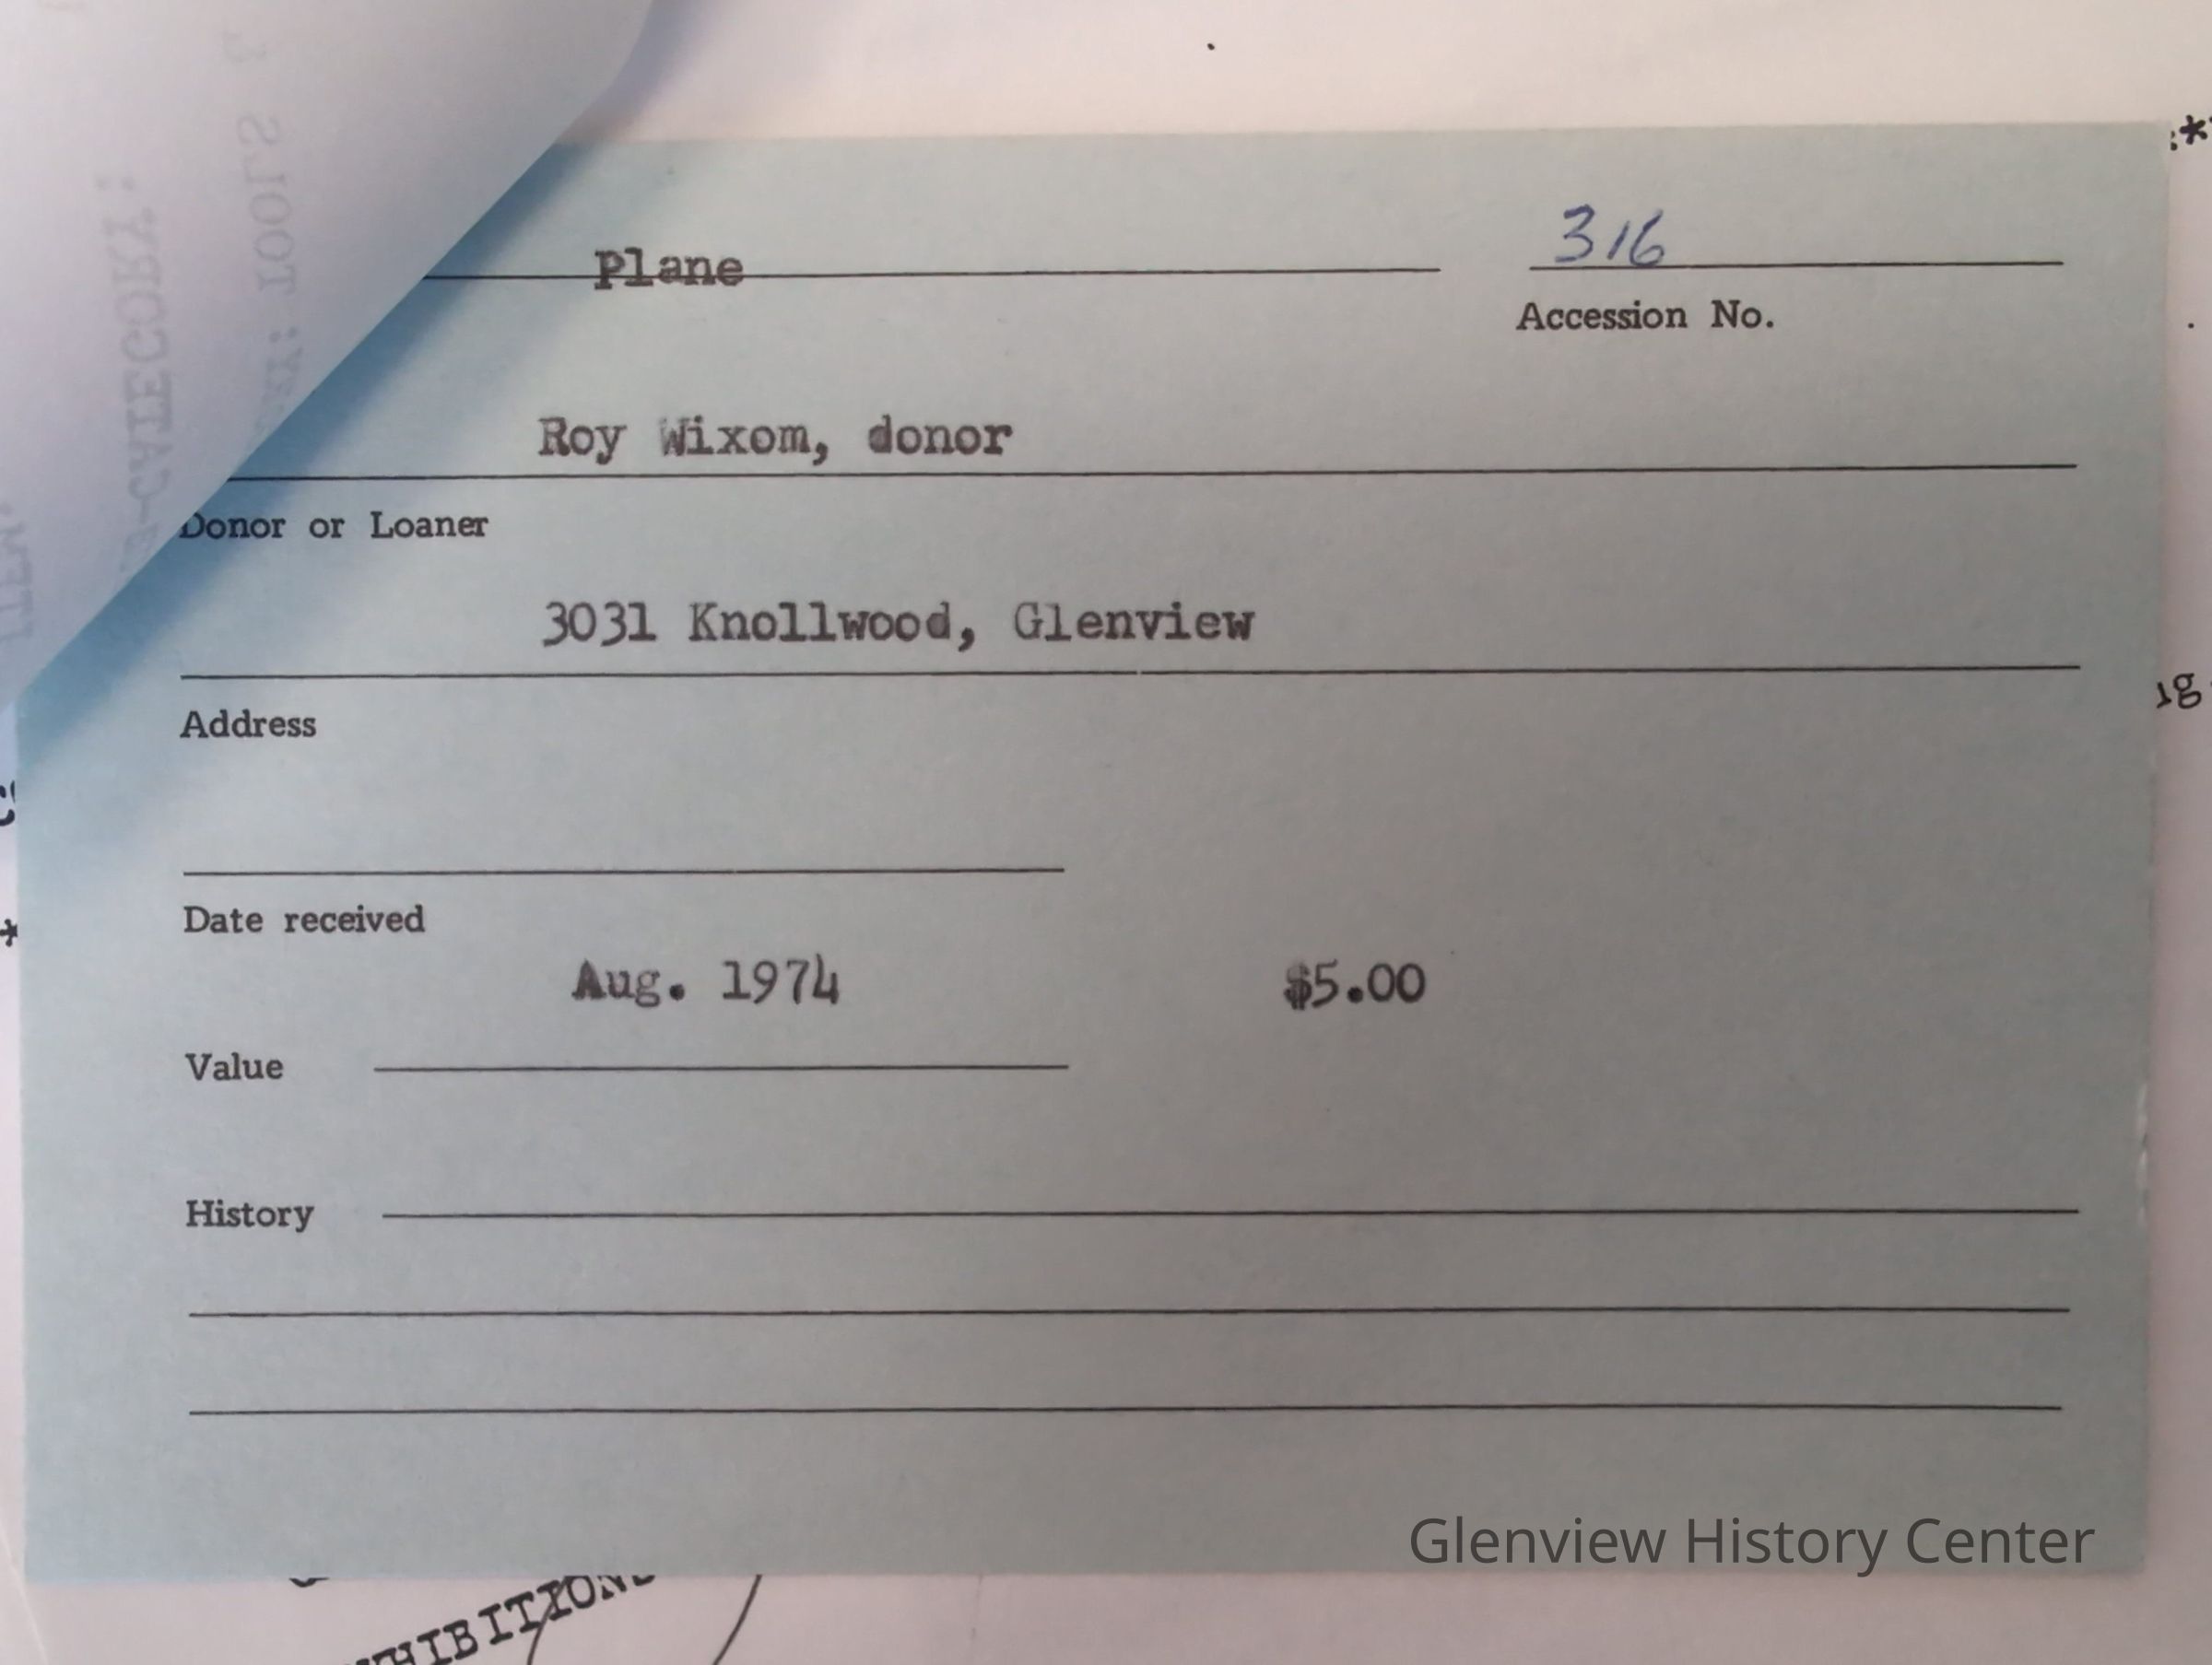 Plane 316
Accession No.
Roy Wixom, donor
Donor or Loaner
3031 Knollwood, Glenview
Address
Date received
Aug. 1974 $5.00
Value
History
Glenview History Center
TOOLS